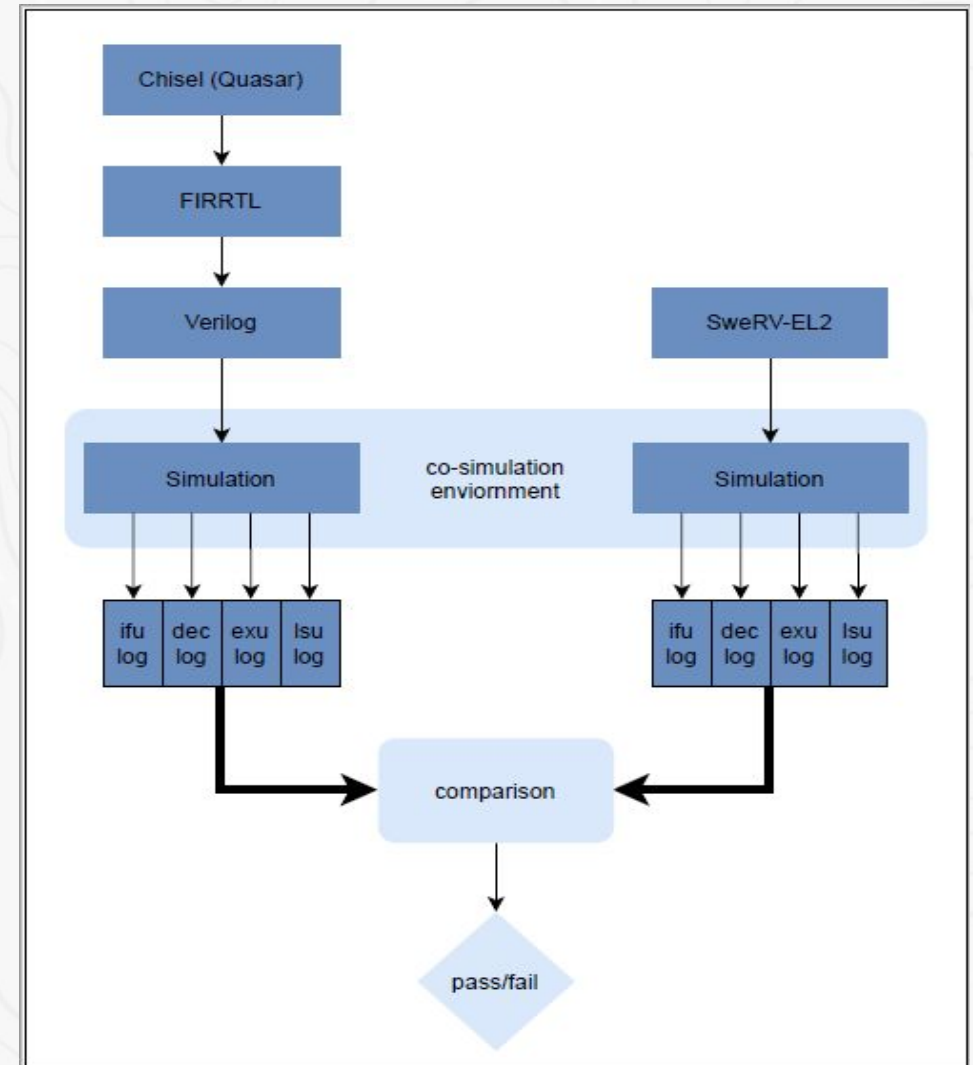 Chisel (Quasar)
FIRRTL
Verilog
SweRV-EL2
Simulation
co-simulation
enviornment
Simulation
ifu
log
dec
log
exu
log
lsu
log
ifu
log
dec
log
exu
log
lsu
log
comparison
pass/fail